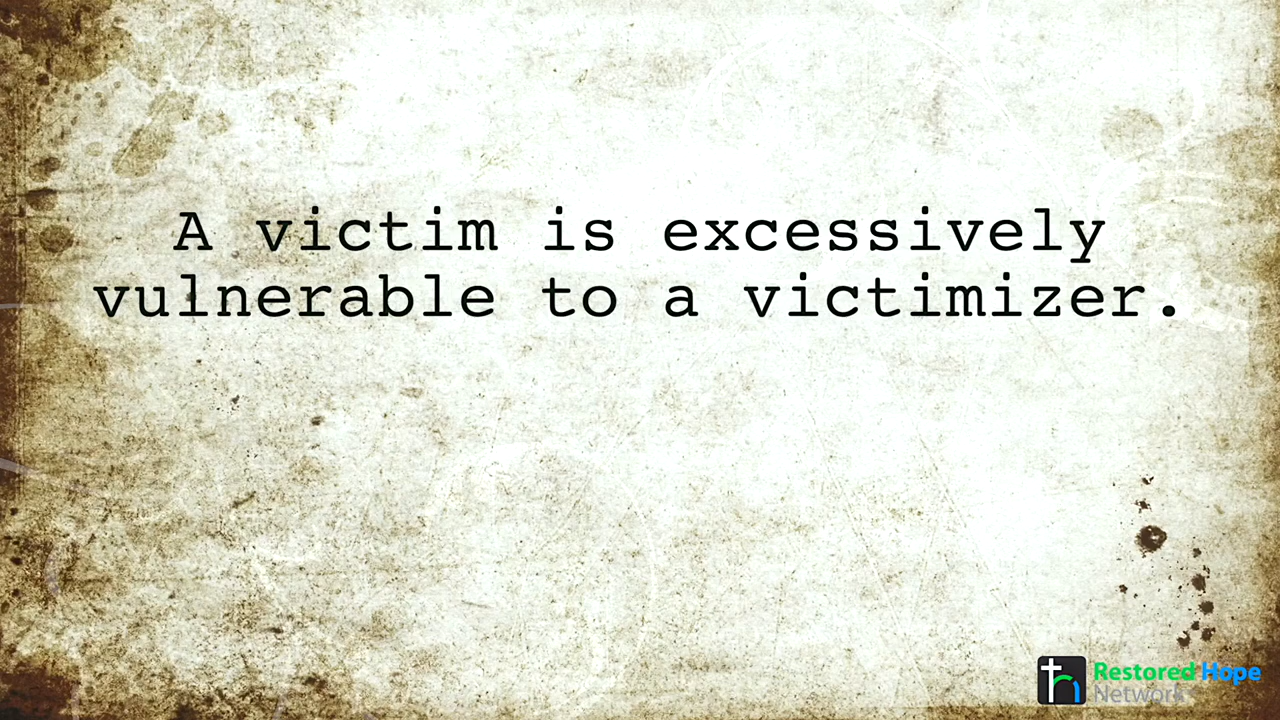 A victim is excessively
vulnerable to a victimizer.
Restored Hope
Network